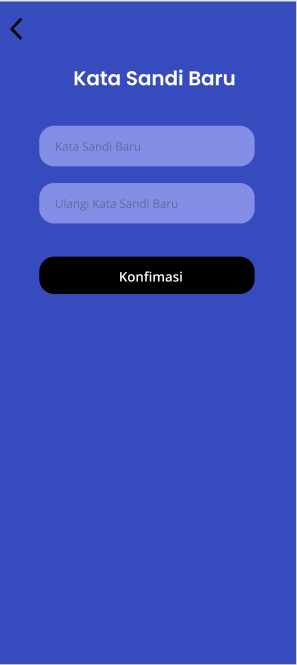 Kata Sandi Baru
Kata Sandi Baru
Ulangi Kata Sandi Baru
Konfimasi